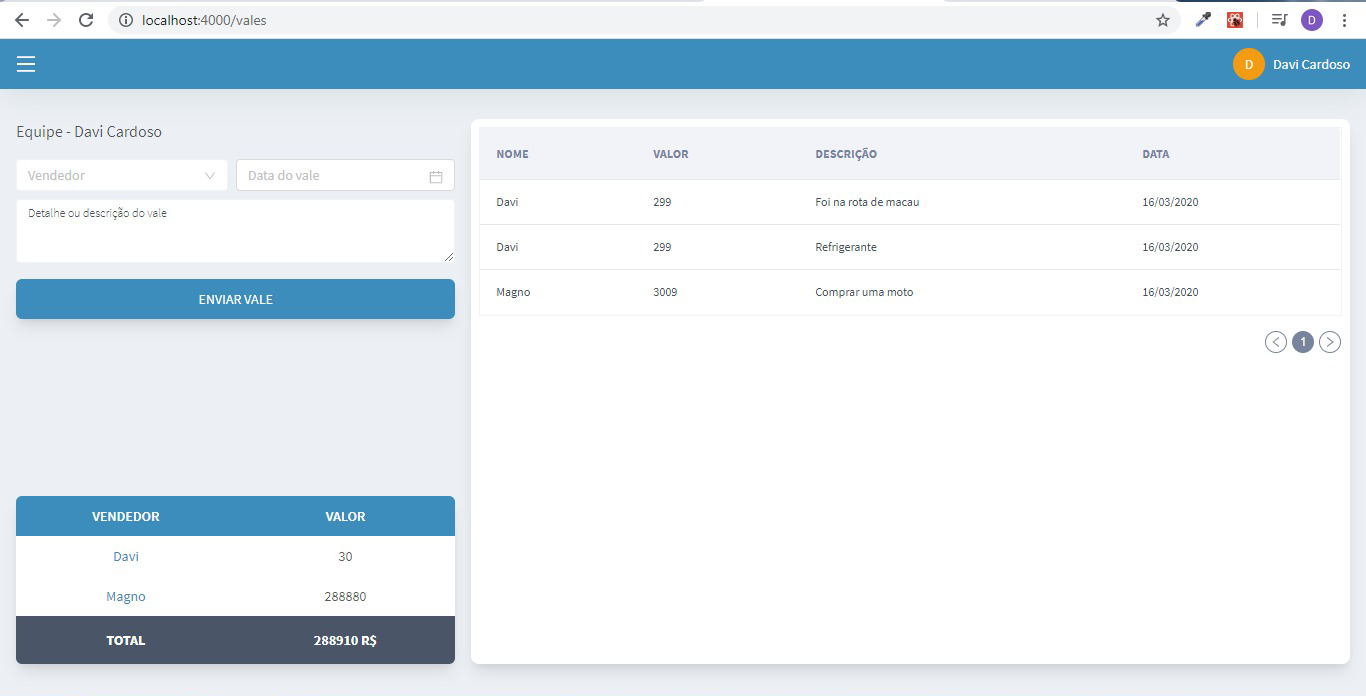 localhost:4000/vales
D
D Davi Cardoso
Equipe - Davi Cardoso
Vendedor Data do vale
Detalhe ou descrição do vale
ENVIAR VALE
NOME VALOR DESCRIÇÃO DATA
Davi 299 Foi na rota de macau 16/03/2020
Davi 299 Refrigerante 16/03/2020
Magno 3009 Comprar uma moto 16/03/2020
1
VENDEDOR VALOR
Davi 30
Magno 288880
TOTAL 288910 R$